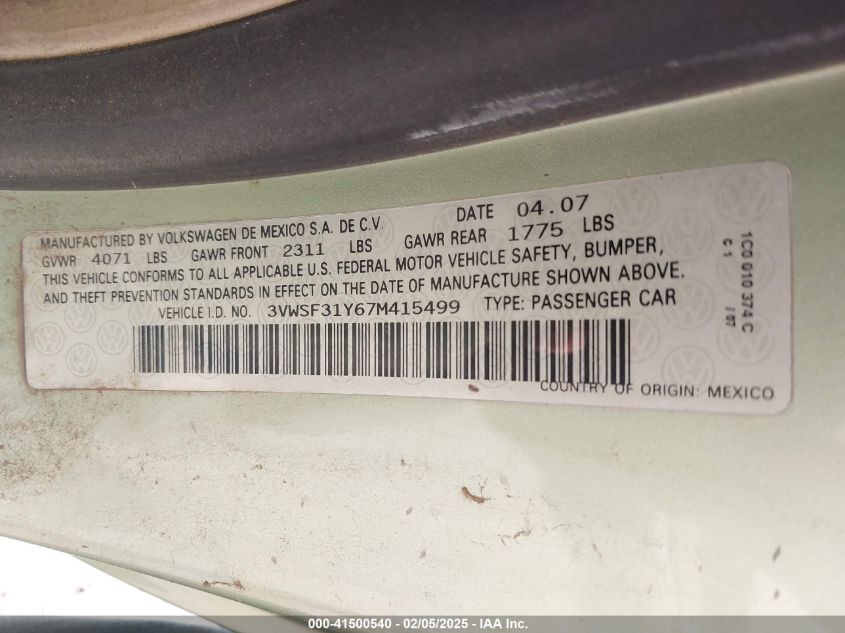 MANUFACTURED BY VOLKSWAGEN DE MEXICO S.A. DE C.V. DATE 04.07
GVWR 4071 LBS GAWR FRONT 2311 LBS GAWR REAR 1775 LBS
THIS VEHICLE CONFORMS TO ALL APPLICABLE U.S. FEDERAL MOTOR VEHICLE SAFETY, BUMPER,
AND THEFT PREVENTION STANDARDS IN EFFECT ON THE DATE OF MANUFACTURE SHOWN ABOVE.
VEHICLE I.D. NO. 3VWSF31Y67M415499 TYPE: PASSENGER CAR
COUNTRY OF ORIGIN: MEXICO
1C0 010 374 C
C 1 / 07
000-41500540 - 02/05/2025 - IAA Inc.